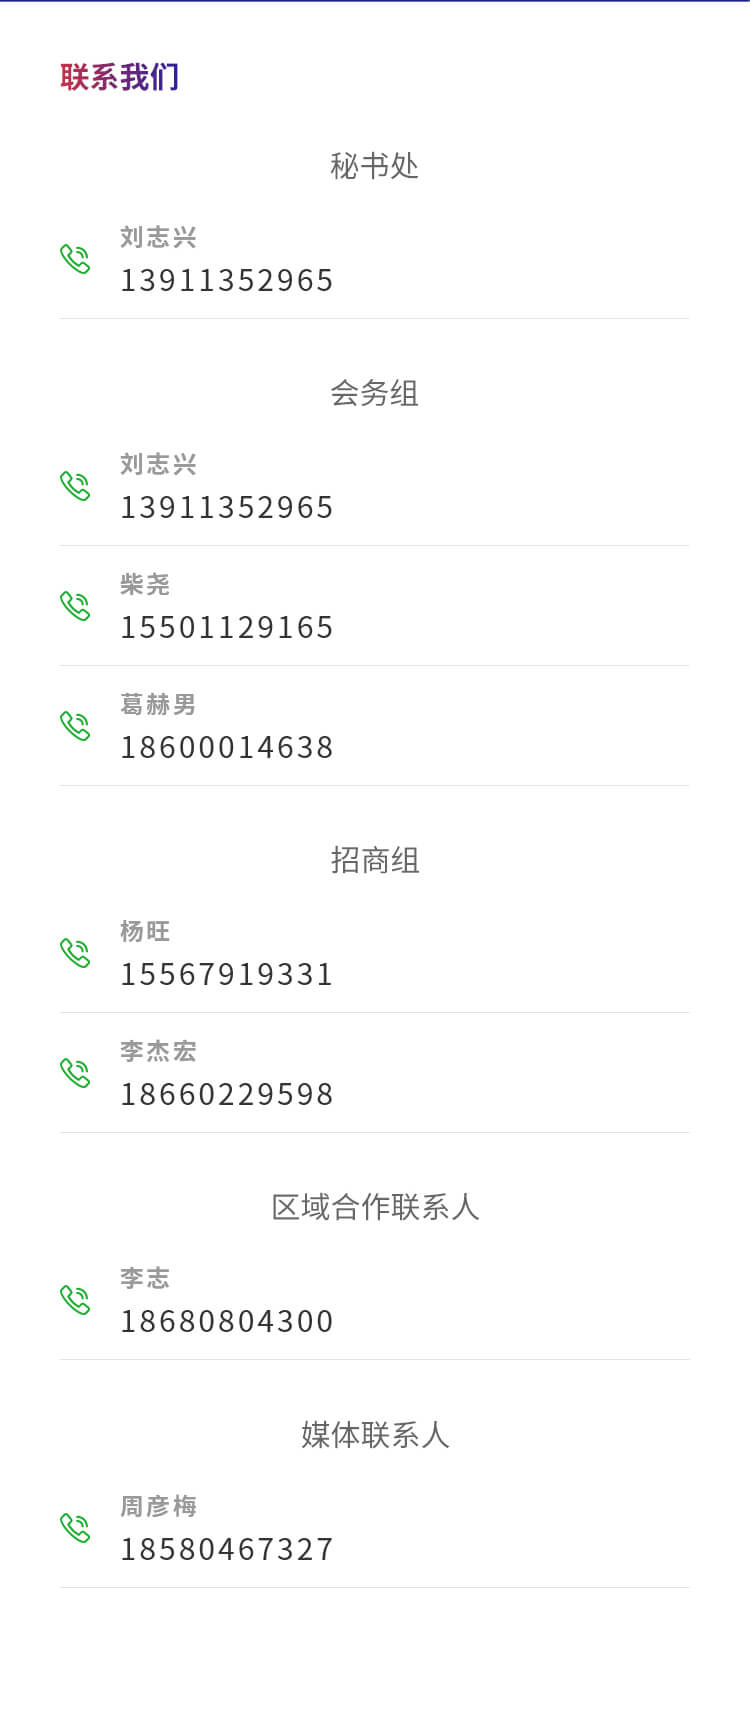 联系我们
秘书处
刘志兴
13911352965
会务组
刘志兴
13911352965
柴尧
15501129165
葛赫男
18600014638
招商组
杨旺
15567919331
李杰宏
18660229598
区域合作联系人
李志
18680804300
媒体联系人
周彦梅
18580467327